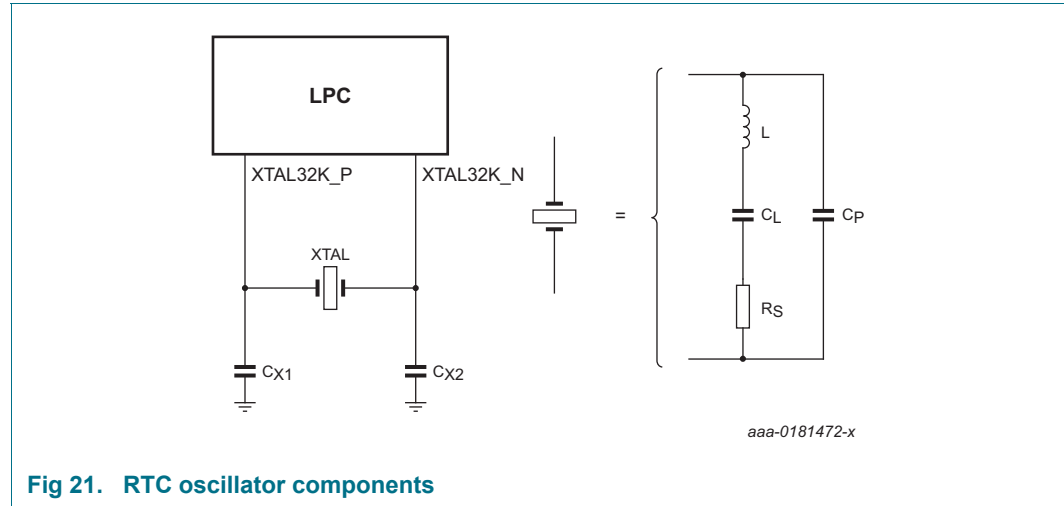 LPC
XTAL32K_P
XTAL32K_N
XTAL
CX1
CX2
=
L
CL
CP
RS
aaa-0181472-x
Fig 21. RTC oscillator components